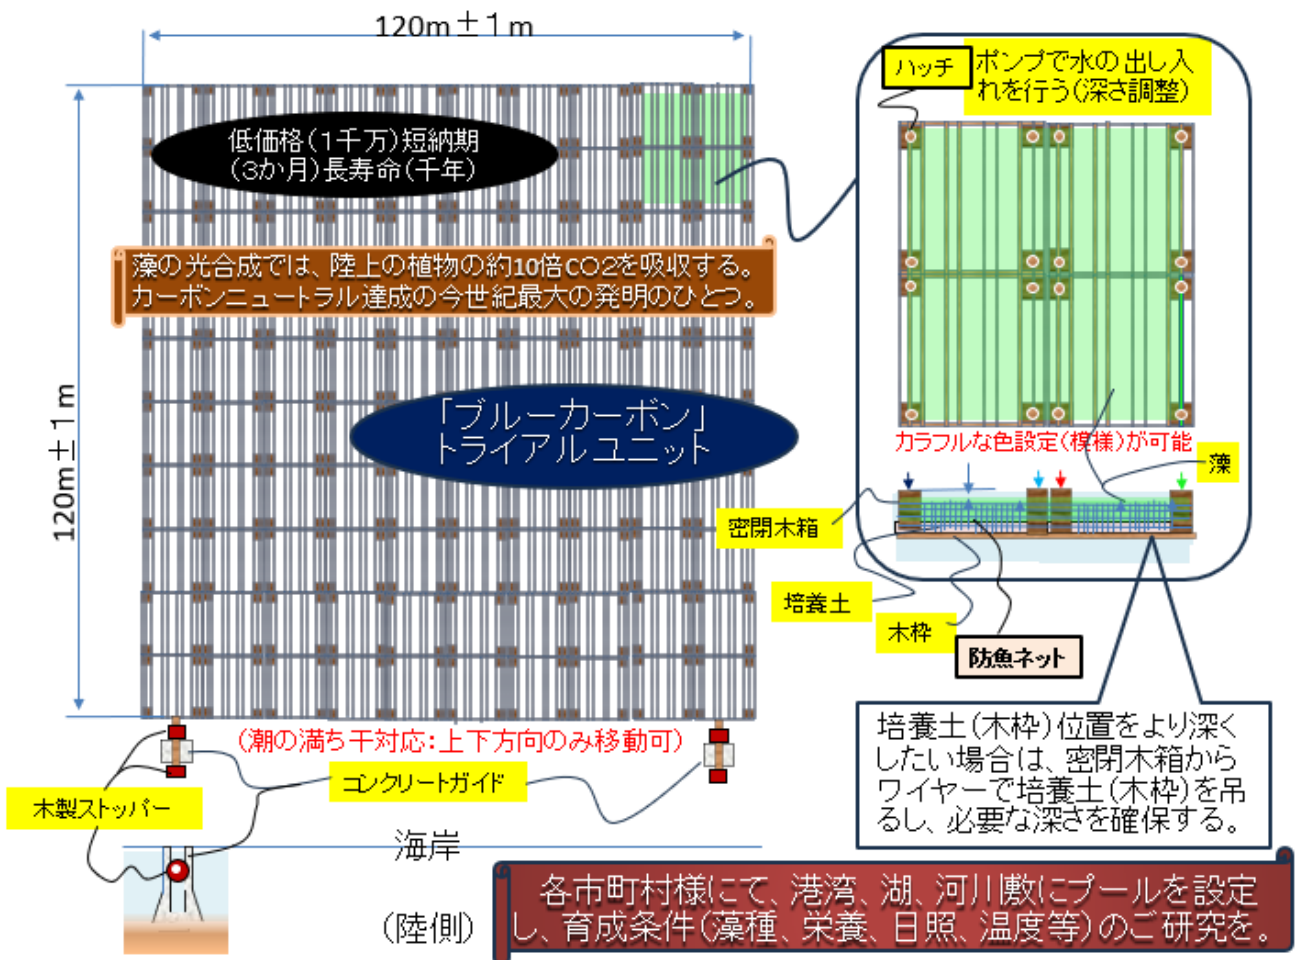 120m±1m
120m±1m
低価格(1千万)短納期
(3か月)長寿命(千年)
藻の光合成では、陸上の植物の約10倍CO2を吸収する。
カーボンニュートラル達成の今世紀最大の発明のひとつ。
「ブルーカーボン」
トライアルユニット
(潮の満ち干対応:上下方向のみ移動可)
コンクリートガイド
木製ストッパー
海岸
(陸側)
ハッチ
ポンプで水の出し入
れを行う(深さ調整)
カラフルな色設定(模様)が可能
藻
密閉木箱
培養土
木枠
防魚ネット
培養土(木枠)位置をより深く
したい場合は、密閉木箱から
ワイヤーで培養土(木枠)を吊
るし、必要な深さを確保する。
各市町村様にて、港湾、湖、河川敷にプールを設定
し、育成条件(藻種、栄養、日照、温度等)のご研究を。